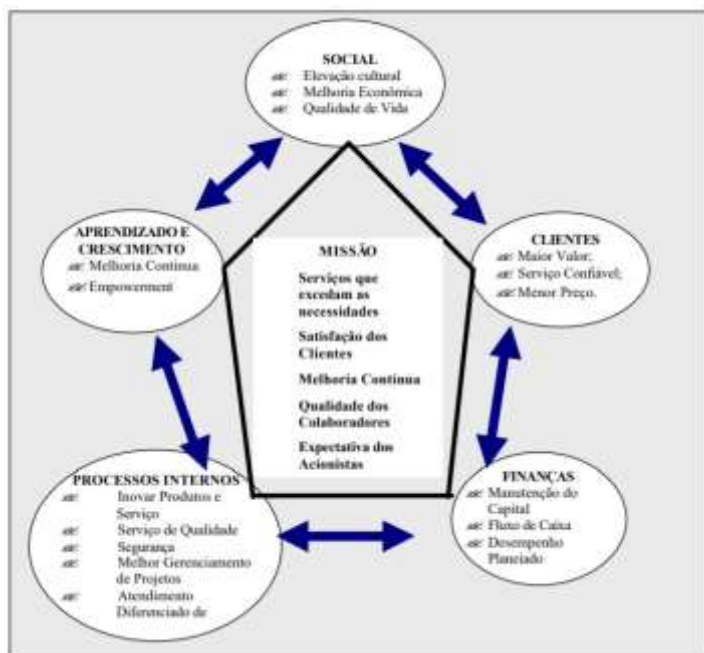 SOCIAL
Elevação cultural
Melhoria Econômica
Qualidade de Vida
APRENDIZADO E
CRESCIMENTO
Melhoria Contínua
Empowerment
MISSÃO
Serviços que
excedam as
necessidades
Satisfação dos
Clientes
Melhoria Contínua
Qualidade dos
Colaboradores
Expectativa dos
Acionistas
CLIENTES
Maior Valor;
Serviço Confiável;
Menor Preço.
PROCESSOS INTERNOS
Inovar Produtos e
Serviço
Serviço de Qualidade
Segurança
Melhor Gerenciamento
de Projetos
Atendimento
Diferenciado de
FINANÇAS
Manutenção do
Capital
Fluxo de Caixa
Desempenho
Planejado